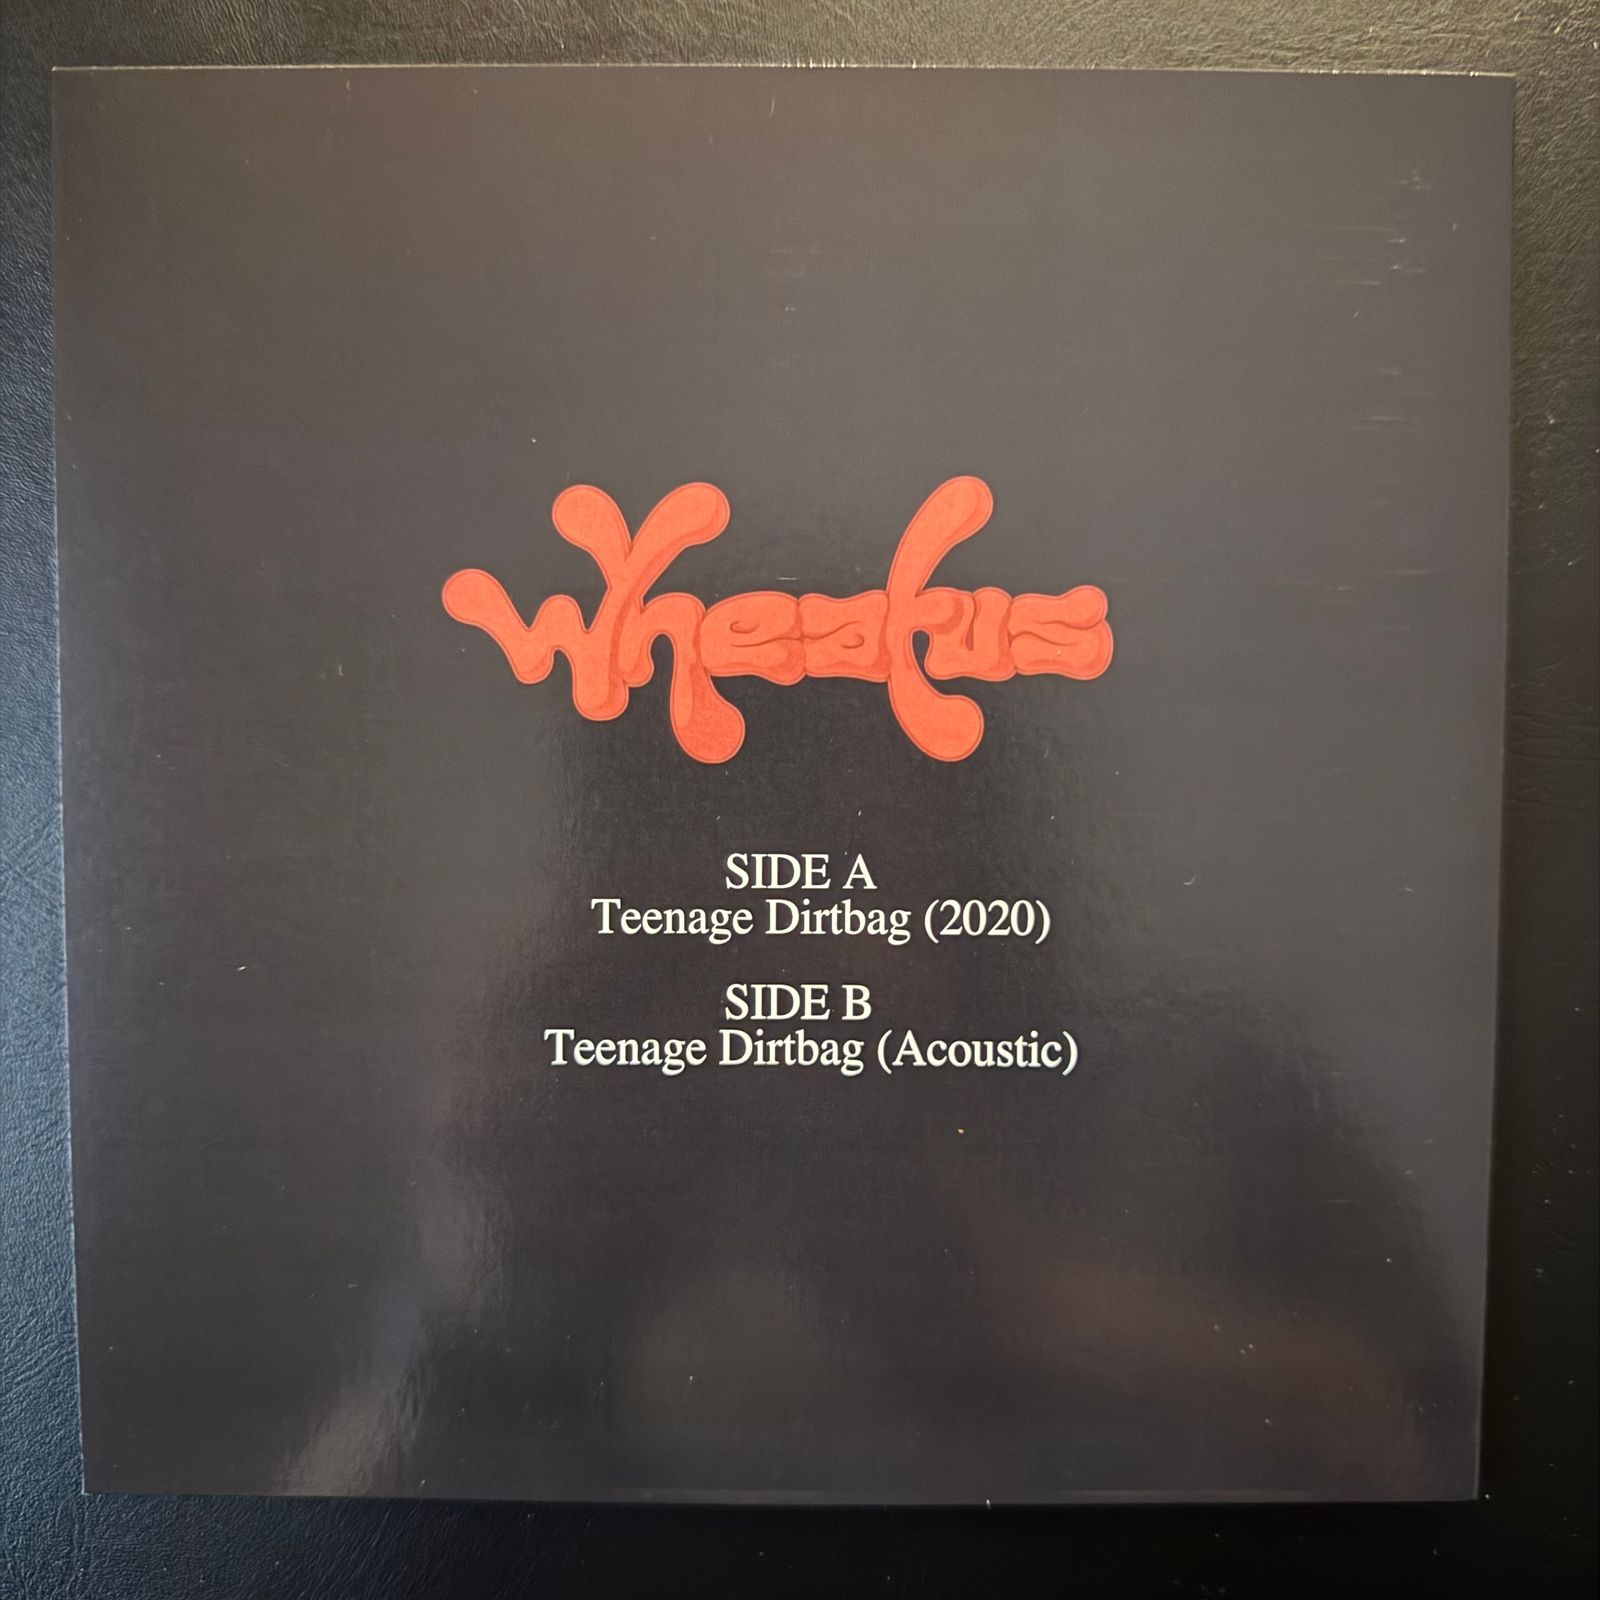 wheatus
SIDE A
Teenage Dirtbag (2020)
SIDE B
Teenage Dirtbag (Acoustic)